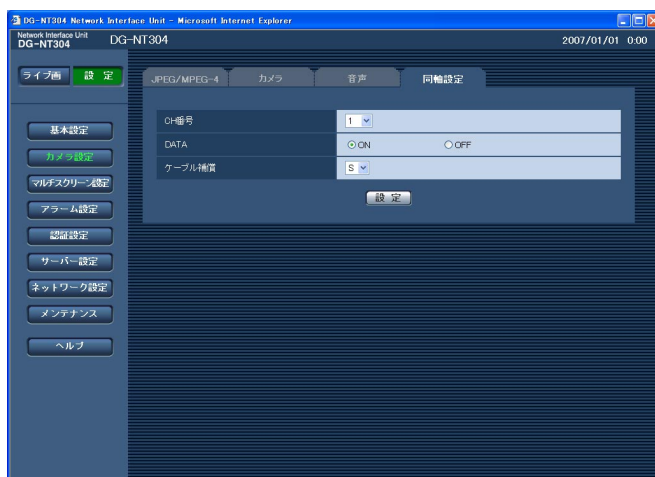 DG-NT304 Network Interface Unit - Microsoft Internet Explorer
Network Interface Unit
DG-NT304
DG-NT304
2007/01/01 0:00
ライブ画 設 定
JPEG/MPEG-4 カメラ 音声 同軸設定
CH番号 1
DATA ON OFF
ケーブル補償 S
設 定
基本設定
カメラ設定
マルチスクリーン設定
アラーム設定
認証設定
サーバー設定
ネットワーク設定
メンテナンス
ヘルプ